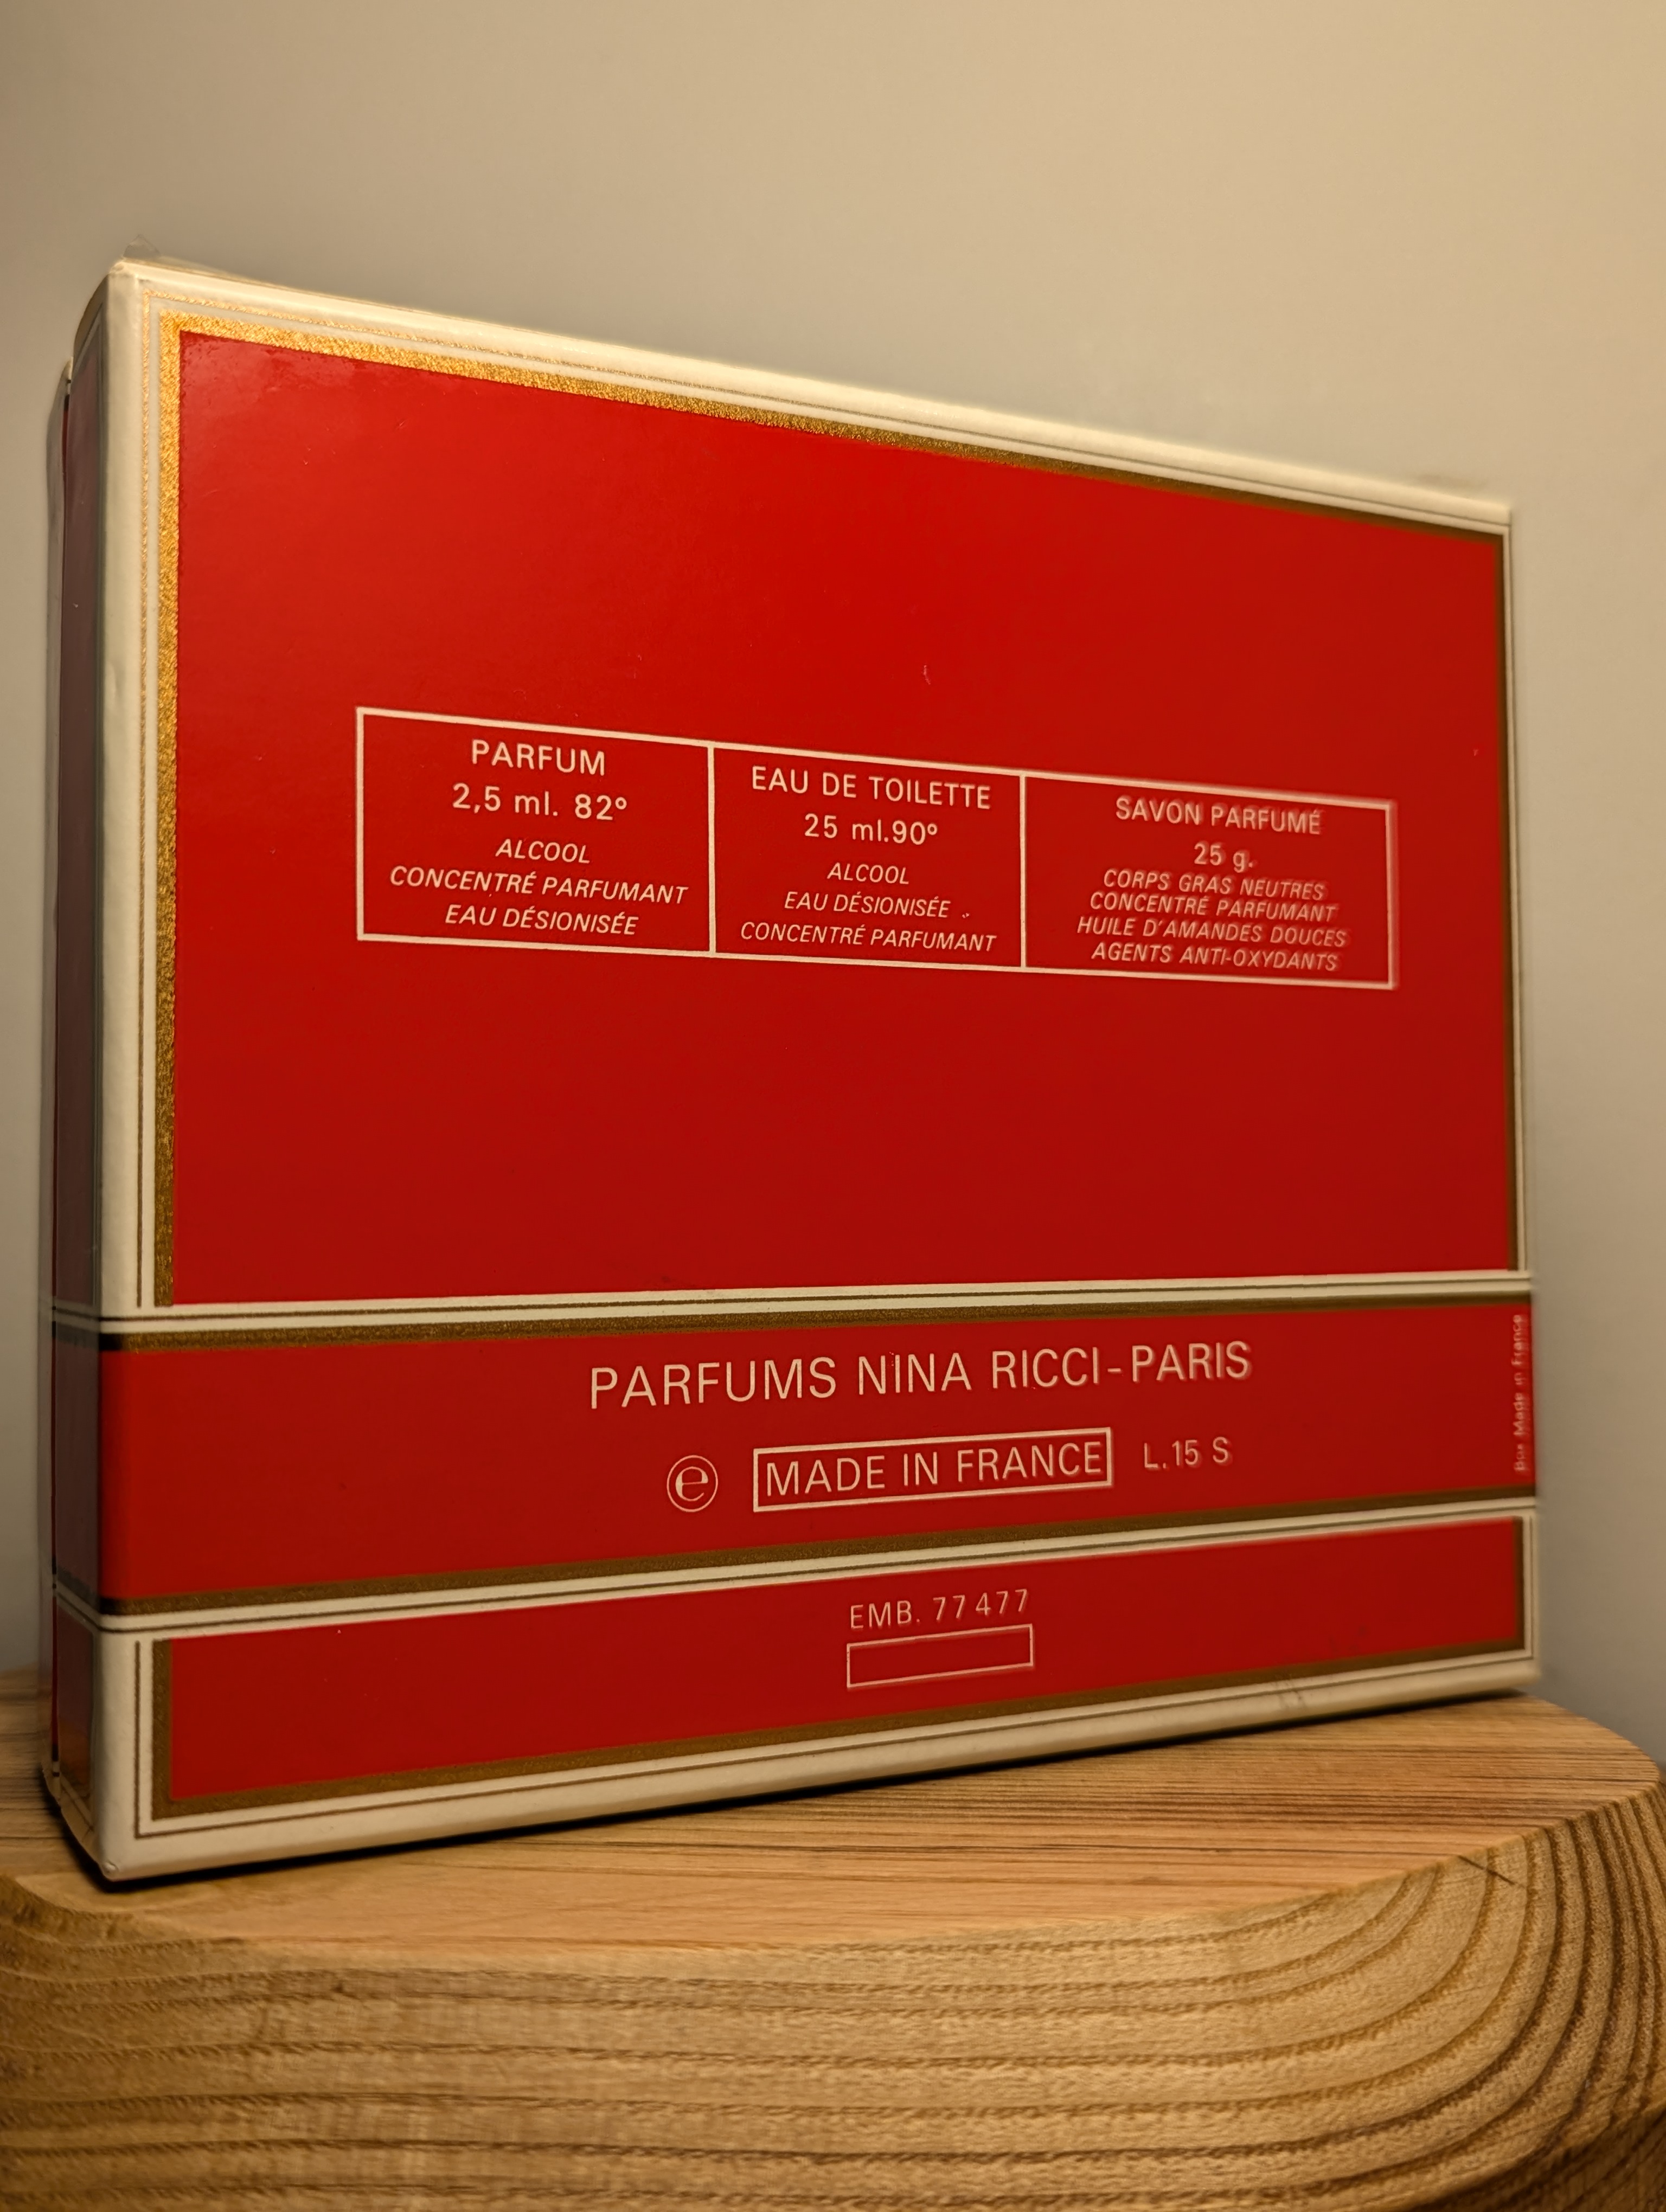 PARFUM
2,5 ml. 82°
ALCOOL
CONCENTRÉ PARFUMANT
EAU DÉSIONISÉE
EAU DE TOILETTE
25 ml.90°
ALCOOL
EAU DÉSIONISÉE
CONCENTRÉ PARFUMANT
SAVON PARFUMÉ
25 g.
CORPS GRAS NEUTRES
CONCENTRÉ PARFUMANT
HUILE D'AMANDES DOUCES
AGENTS ANTI-OXYDANTS
PARFUMS NINA RICCI-PARIS
e MADE IN FRANCE L.15 S
Box Made in France
EMB. 77477